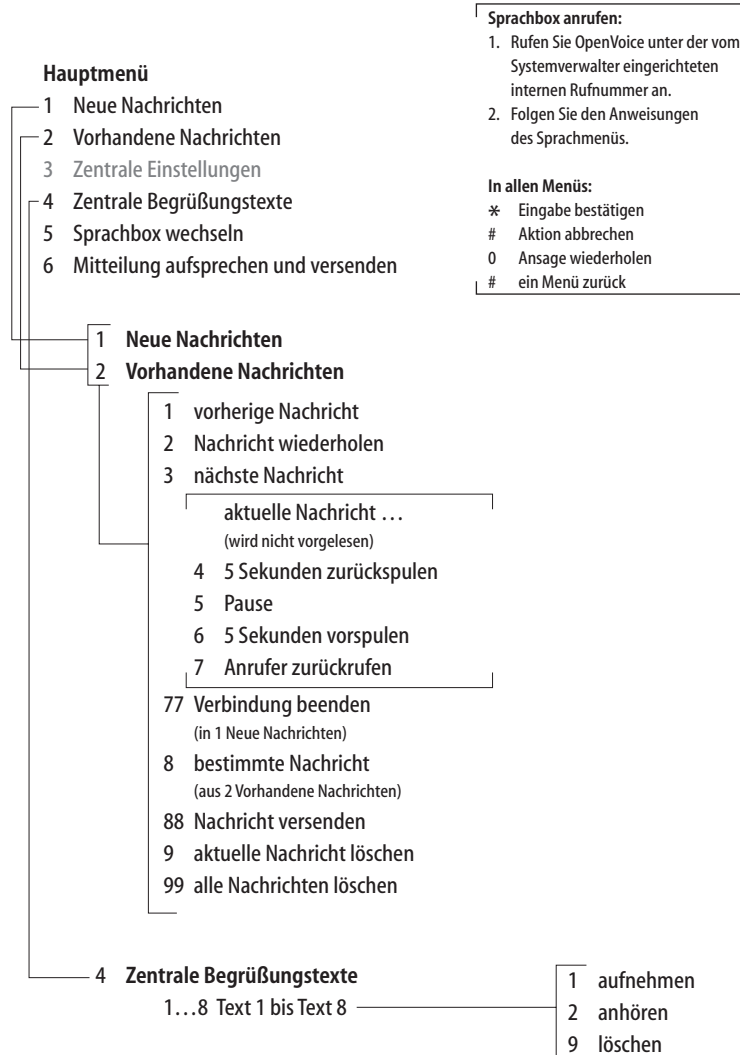 Hauptmenü
1 Neue Nachrichten
2 Vorhandene Nachrichten
3 Zentrale Einstellungen
4 Zentrale Begrüßungstexte
5 Sprachbox wechseln
6 Mitteilung aufsprechen und versenden
Sprachbox anrufen:
1. Rufen Sie OpenVoice unter der vom
Systemverwalter eingerichteten
internen Rufnummer an.
2. Folgen Sie den Anweisungen
des Sprachmenüs.
In allen Menüs:
* Eingabe bestätigen
# Aktion abbrechen
0 Ansage wiederholen
# ein Menü zurück
1 Neue Nachrichten
2 Vorhandene Nachrichten
1 vorherige Nachricht
2 Nachricht wiederholen
3 nächste Nachricht
aktuelle Nachricht …
(wird nicht vorgelesen)
4 5 Sekunden zurückspulen
5 Pause
6 5 Sekunden vorspulen
7 Anrufer zurückrufen
77 Verbindung beenden
(in 1 Neue Nachrichten)
8 bestimmte Nachricht
(aus 2 Vorhandene Nachrichten)
88 Nachricht versenden
9 aktuelle Nachricht löschen
99 alle Nachrichten löschen
4 Zentrale Begrüßungstexte
1…8 Text 1 bis Text 8
1 aufnehmen
2 anhören
9 löschen